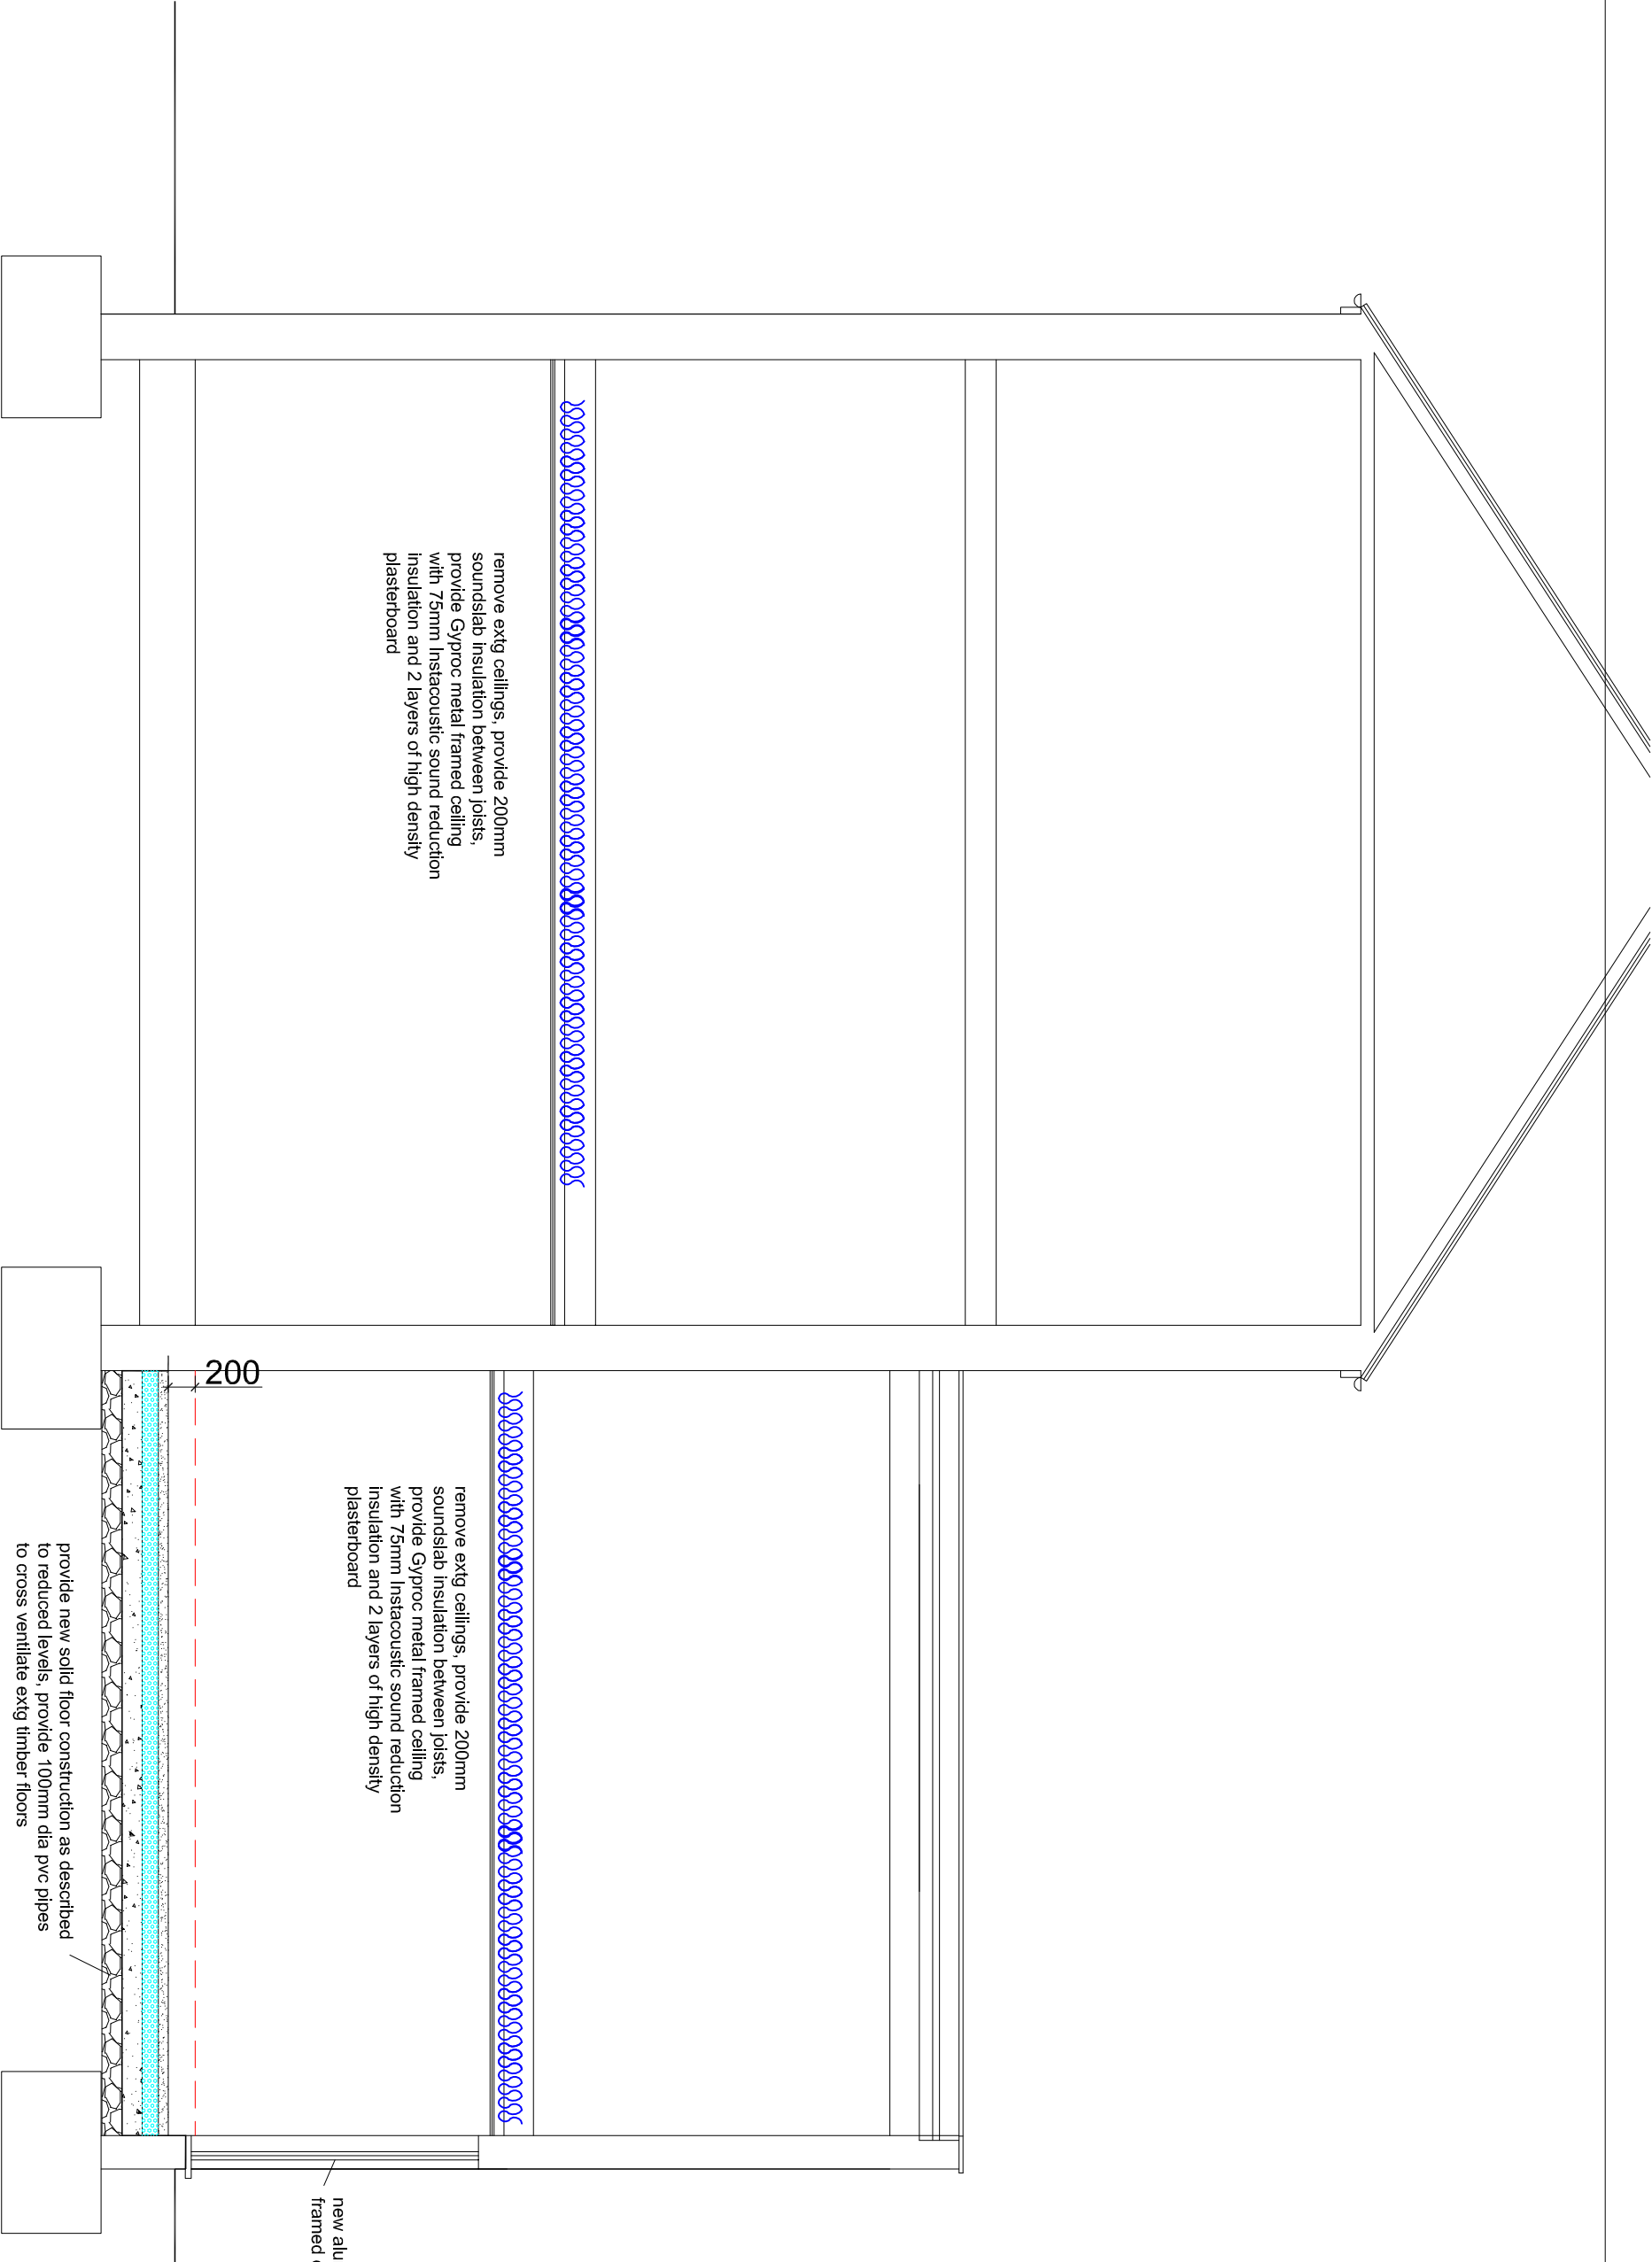 remove extg ceilings, provide 200mm
soundslab insulation between joists,
provide Gyproc metal framed ceiling
with 75mm Instacoustic sound reduction
insulation and 2 layers of high density
plasterboard
200
remove extg ceilings, provide 200mm
soundslab insulation between joists,
provide Gyproc metal framed ceiling
with 75mm Instacoustic sound reduction
insulation and 2 layers of high density
plasterboard
provide new solid floor construction as described
to reduced levels, provide 100mm dia pvc pipes
to cross ventilate extg timber floors
new alu
framed